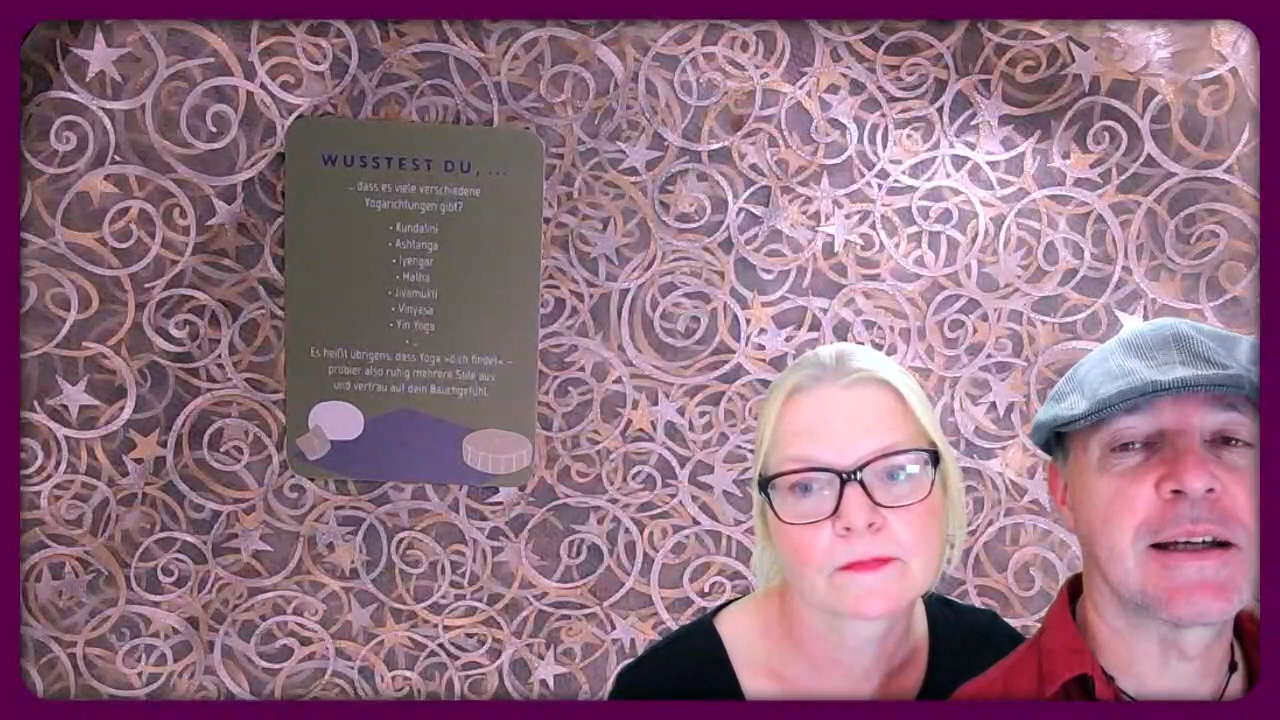 WUSSTEST DU, ...
... dass es viele verschiedene
Yogarichtungen gibt?
• Kundalini
• Ashtanga
• Iyengar
• Hatha
• Jivamukti
• Vinyasa
• Yin Yoga
• ...
Es heißt übrigens, dass Yoga »dich findet« –
probier also ruhig mehrere Stile aus
und vertrau auf dein Bauchgefühl.